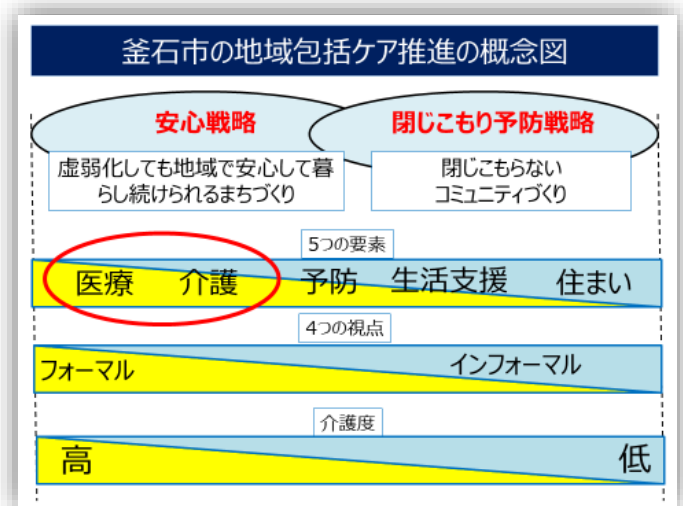 釜石市の地域包括ケア推進の概念図
安心戦略
閉じこもり予防戦略
虚弱化しても地域で安心して暮
らし続けられるまちづくり
閉じこもらない
コミュニティづくり
5つの要素
医療 介護 予防 生活支援 住まい
4つの視点
フォーマル インフォーマル
介護度
高 低